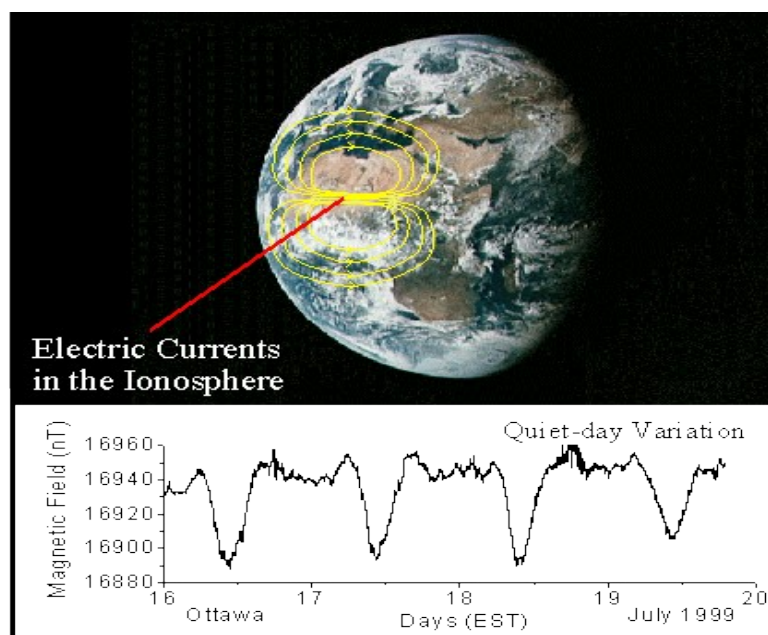 Electric Currents
in the Ionosphere
Quiet-day Variation
Magnetic Field (nT)
16960
16940
16920
16900
16880
16 17 18 19 20
Ottawa Days (EST) July 1999